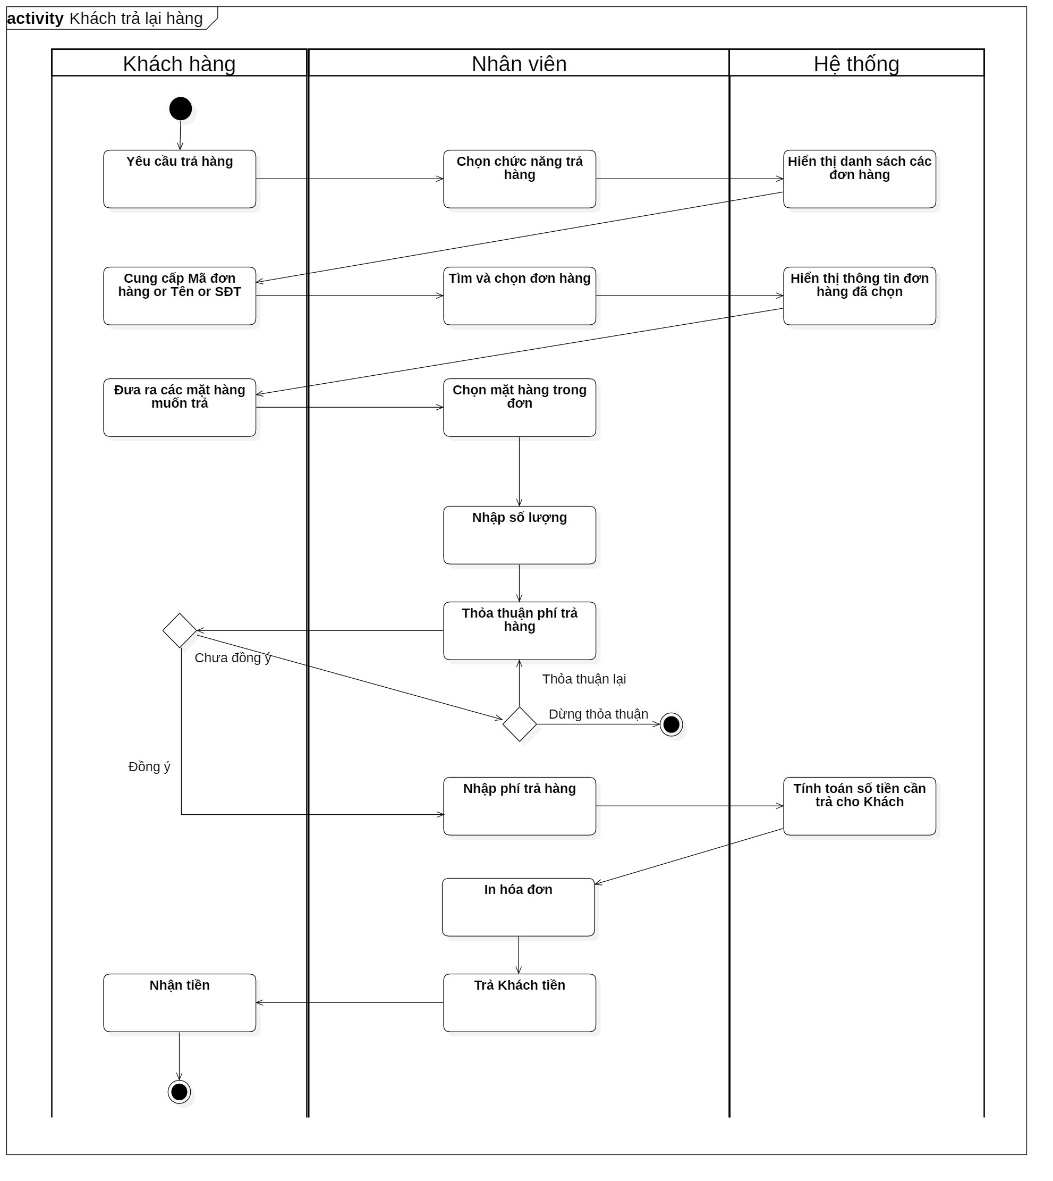 activity Khách trả lại hàng
Khách hàng
Nhân viên
Hệ thống
Yêu cầu trả hàng
Chọn chức năng trả
hàng
Hiển thị danh sách các
đơn hàng
Cung cấp Mã đơn
hàng or Tên or SĐT
Tìm và chọn đơn hàng
Hiển thị thông tin đơn
hàng đã chọn
Đưa ra các mặt hàng
muốn trả
Chọn mặt hàng trong
đơn
Nhập số lượng
Thỏa thuận phí trả
hàng
Chưa đồng ý
Thỏa thuận lại
Dừng thỏa thuận
Đồng ý
Nhập phí trả hàng
Tính toán số tiền cần
trả cho Khách
In hóa đơn
Nhận tiền
Trả Khách tiền